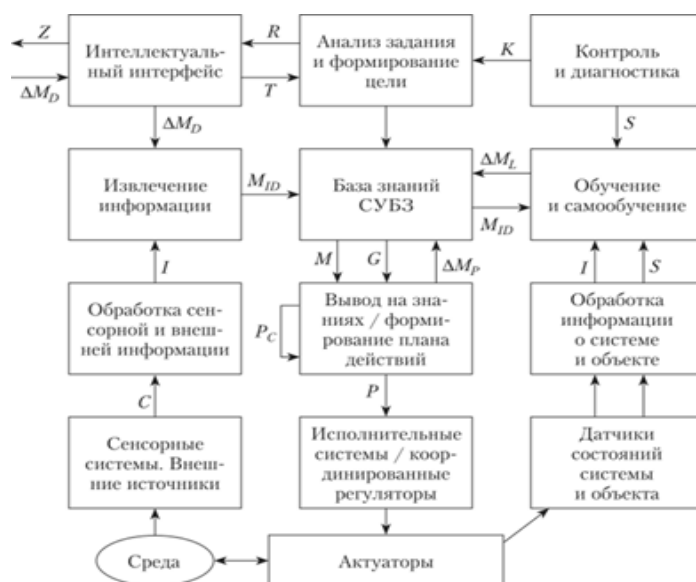 Z
Интеллектуаль-
ный интерфейс
R
Анализ задания
и формирование
цели
K
Контроль
и диагностика
ΔM_D
T
ΔM_D
S
Извлечение
информации
M_ID
База знаний
СУБЗ
ΔM_L
M_ID
Обучение
и самообучение
I
M
G
ΔM_P
I
S
Обработка сен-
сорной и внеш-
ней информации
P_C
Вывод на зна-
ниях / форми-
рование плана
действий
Обработка
информации
о системе
и объекте
C
P
Сенсорные
системы. Внеш-
ние источники
Исполнительные
системы / коор-
динированные
регуляторы
Датчики
состояний
системы
и объекта
Среда
Актуаторы